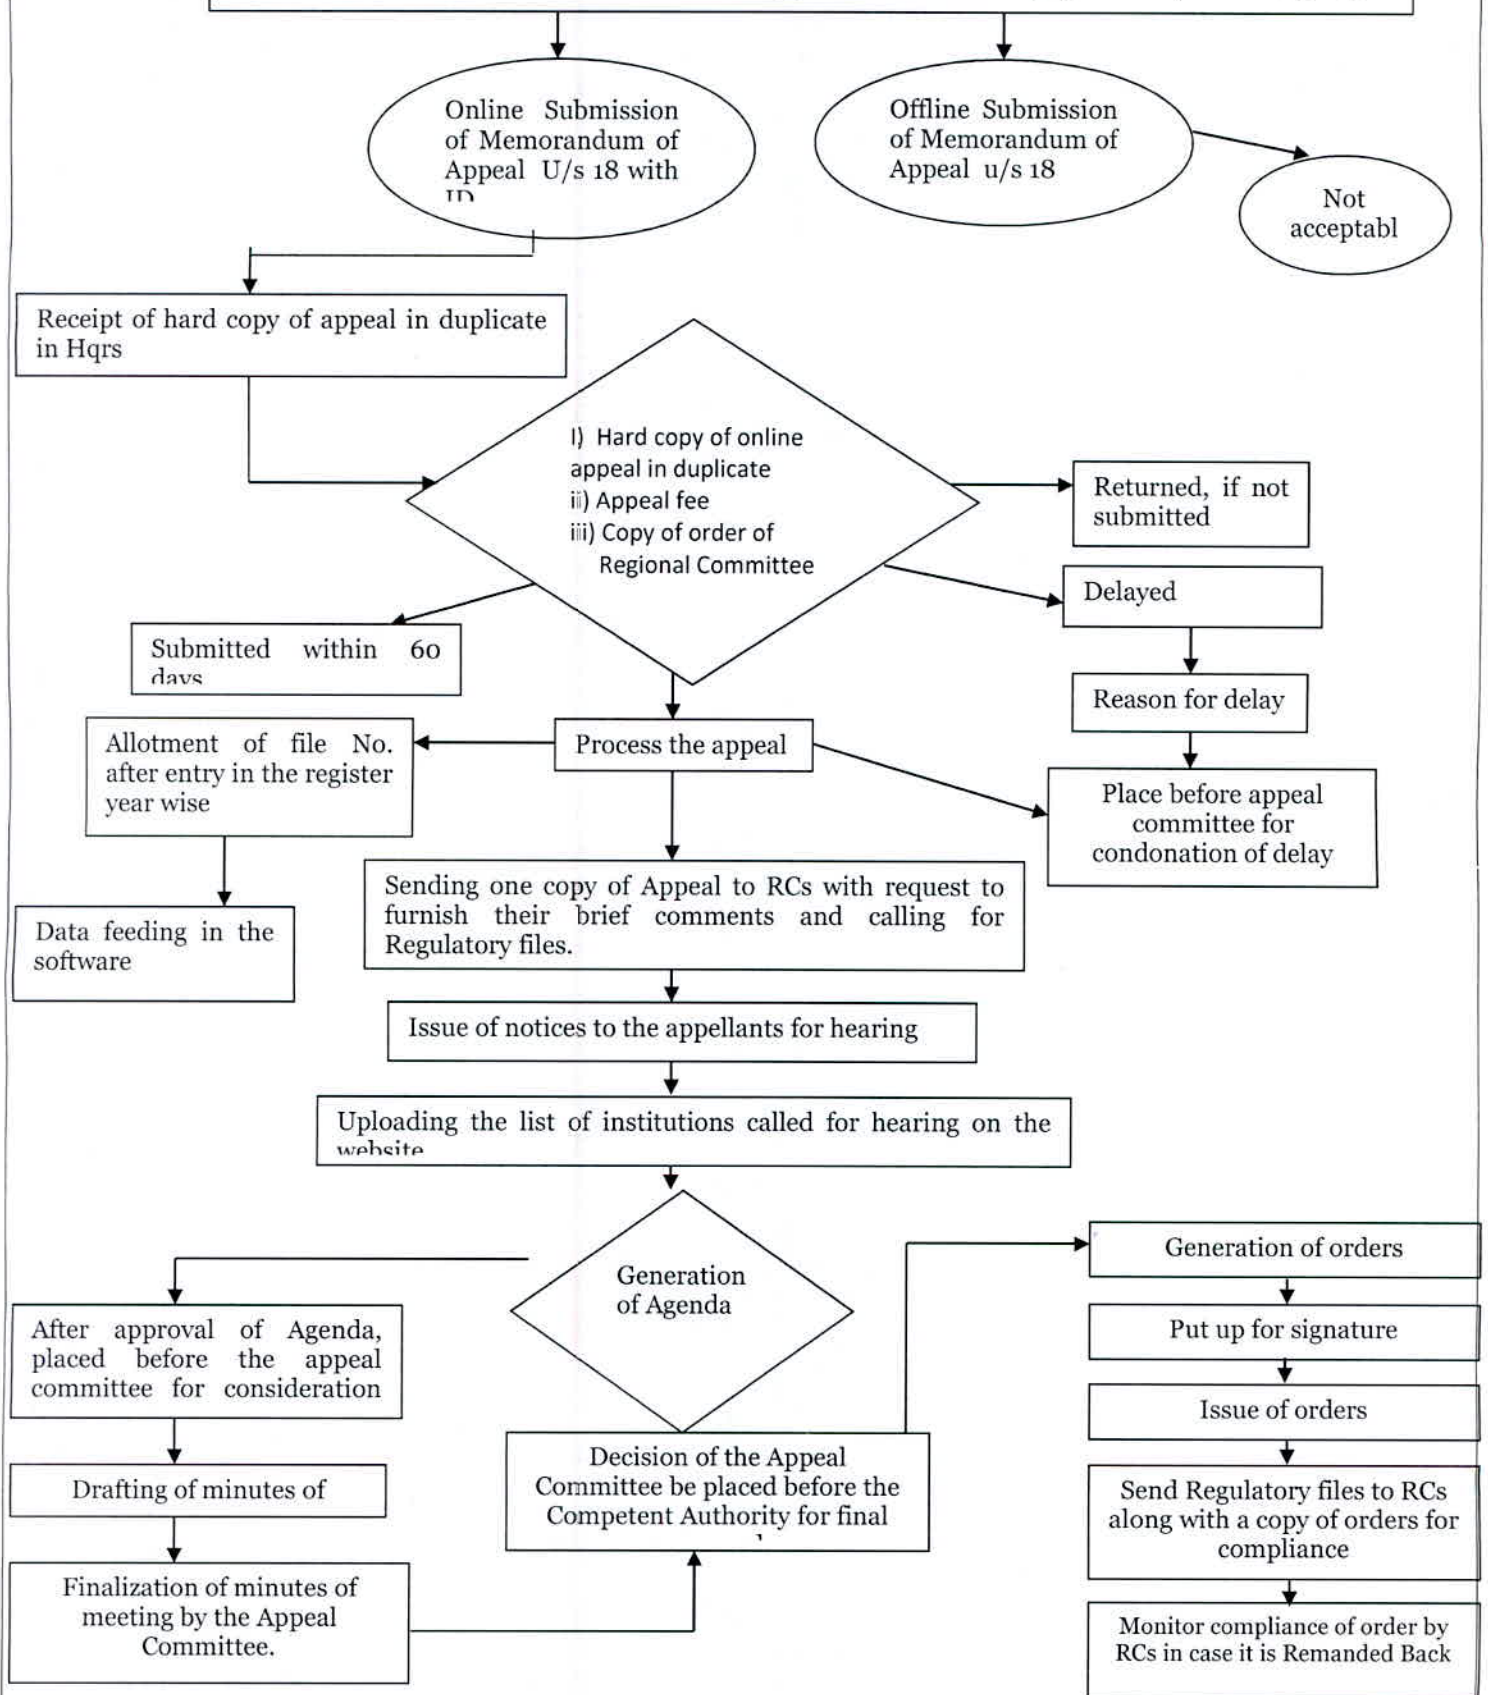 Online Submission
of Memorandum of
Appeal U/s 18 with
ID
Offline Submission
of Memorandum of
Appeal u/s 18
Not
acceptabl
Receipt of hard copy of appeal in duplicate
in Hqrs
I) Hard copy of online
appeal in duplicate
ii) Appeal fee
iii) Copy of order of
Regional Committee
Returned, if not
submitted
Delayed
Submitted within 60
days
Reason for delay
Allotment of file No.
after entry in the register
year wise
Process the appeal
Place before appeal
committee for
condonation of delay
Sending one copy of Appeal to RCs with request to
furnish their brief comments and calling for
Regulatory files.
Data feeding in the
software
Issue of notices to the appellants for hearing
Uploading the list of institutions called for hearing on the
website
Generation
of Agenda
Generation of orders
After approval of Agenda,
placed before the appeal
committee for consideration
Put up for signature
Issue of orders
Drafting of minutes of
Decision of the Appeal
Committee be placed before the
Competent Authority for final
Send Regulatory files to RCs
along with a copy of orders for
compliance
Finalization of minutes of
meeting by the Appeal
Committee.
Monitor compliance of order by
RCs in case it is Remanded Back